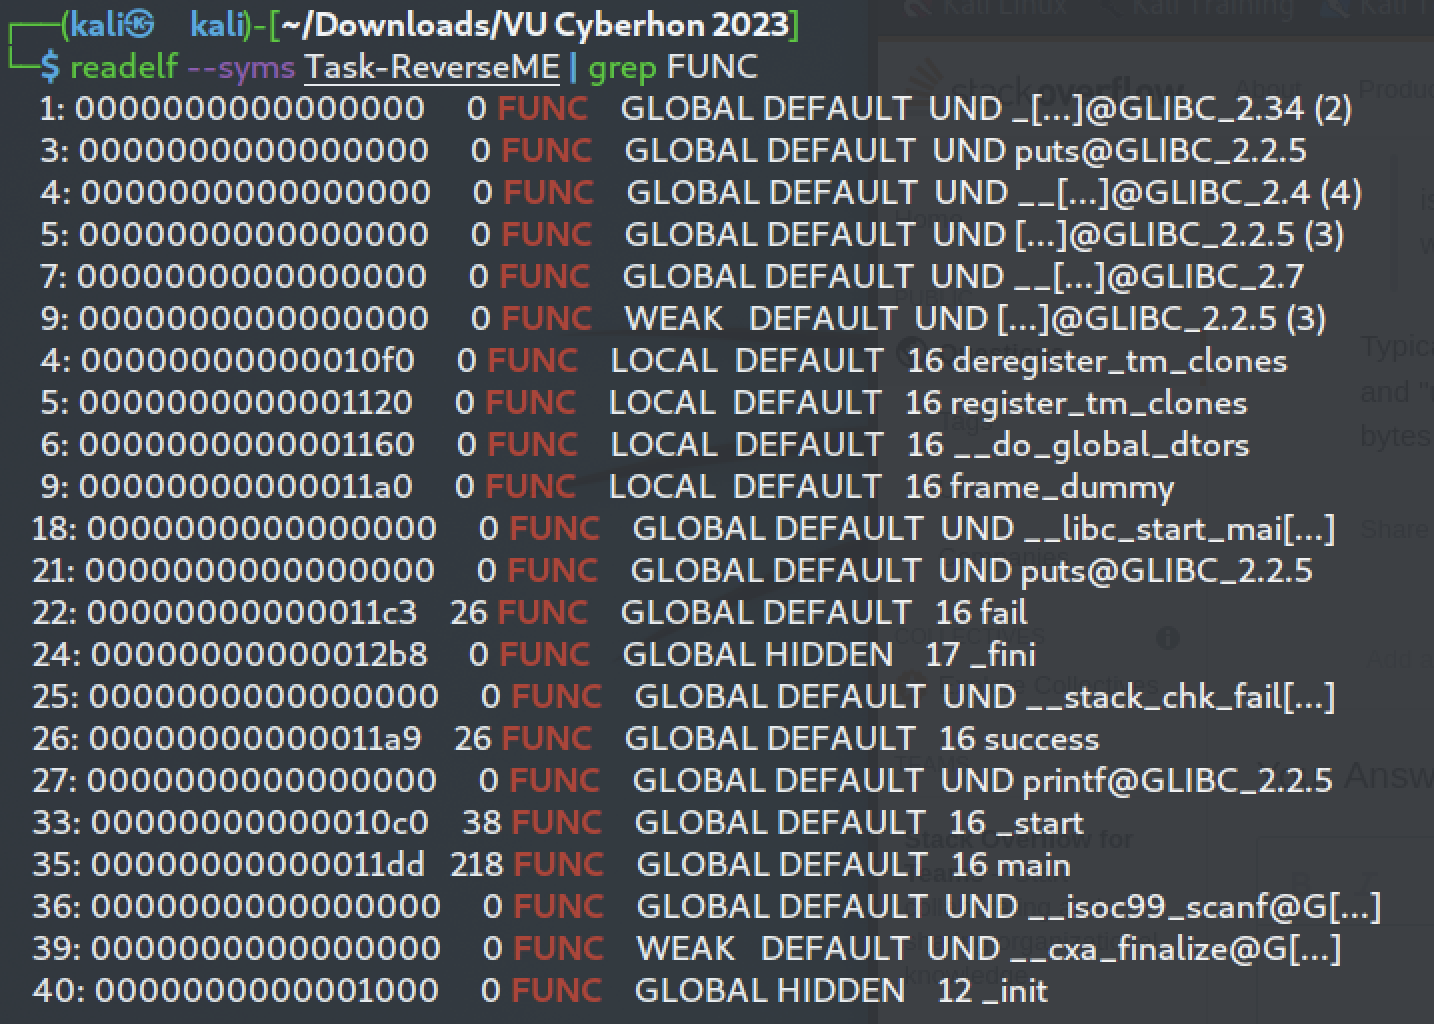 ┌──(kali㉿kali)-[~/Downloads/VU Cyberhon 2023]
└─$ readelf --syms Task-ReverseME | grep FUNC
1: 0000000000000000 0 FUNC GLOBAL DEFAULT UND _[...]@GLIBC_2.34 (2)
3: 0000000000000000 0 FUNC GLOBAL DEFAULT UND puts@GLIBC_2.2.5
4: 0000000000000000 0 FUNC GLOBAL DEFAULT UND __[...]@GLIBC_2.4 (4)
5: 0000000000000000 0 FUNC GLOBAL DEFAULT UND [...]@GLIBC_2.2.5 (3)
7: 0000000000000000 0 FUNC GLOBAL DEFAULT UND __[...]@GLIBC_2.7
9: 0000000000000000 0 FUNC WEAK DEFAULT UND [...]@GLIBC_2.2.5 (3)
4: 00000000000010f0 0 FUNC LOCAL DEFAULT 16 deregister_tm_clones
5: 0000000000001120 0 FUNC LOCAL DEFAULT 16 register_tm_clones
6: 0000000000001160 0 FUNC LOCAL DEFAULT 16 __do_global_dtors
9: 00000000000011a0 0 FUNC LOCAL DEFAULT 16 frame_dummy
18: 0000000000000000 0 FUNC GLOBAL DEFAULT UND __libc_start_mai[...]
21: 0000000000000000 0 FUNC GLOBAL DEFAULT UND puts@GLIBC_2.2.5
22: 00000000000011c3 26 FUNC GLOBAL DEFAULT 16 fail
24: 00000000000012b8 0 FUNC GLOBAL HIDDEN 17 _fini
25: 0000000000000000 0 FUNC GLOBAL DEFAULT UND __stack_chk_fail[...]
26: 00000000000011a9 26 FUNC GLOBAL DEFAULT 16 success
27: 0000000000000000 0 FUNC GLOBAL DEFAULT UND printf@GLIBC_2.2.5
33: 00000000000010c0 38 FUNC GLOBAL DEFAULT 16 _start
35: 00000000000011dd 218 FUNC GLOBAL DEFAULT 16 main
36: 0000000000000000 0 FUNC GLOBAL DEFAULT UND __isoc99_scanf@G[...]
39: 0000000000000000 0 FUNC WEAK DEFAULT UND __cxa_finalize@G[...]
40: 0000000000001000 0 FUNC GLOBAL HIDDEN 12 _init